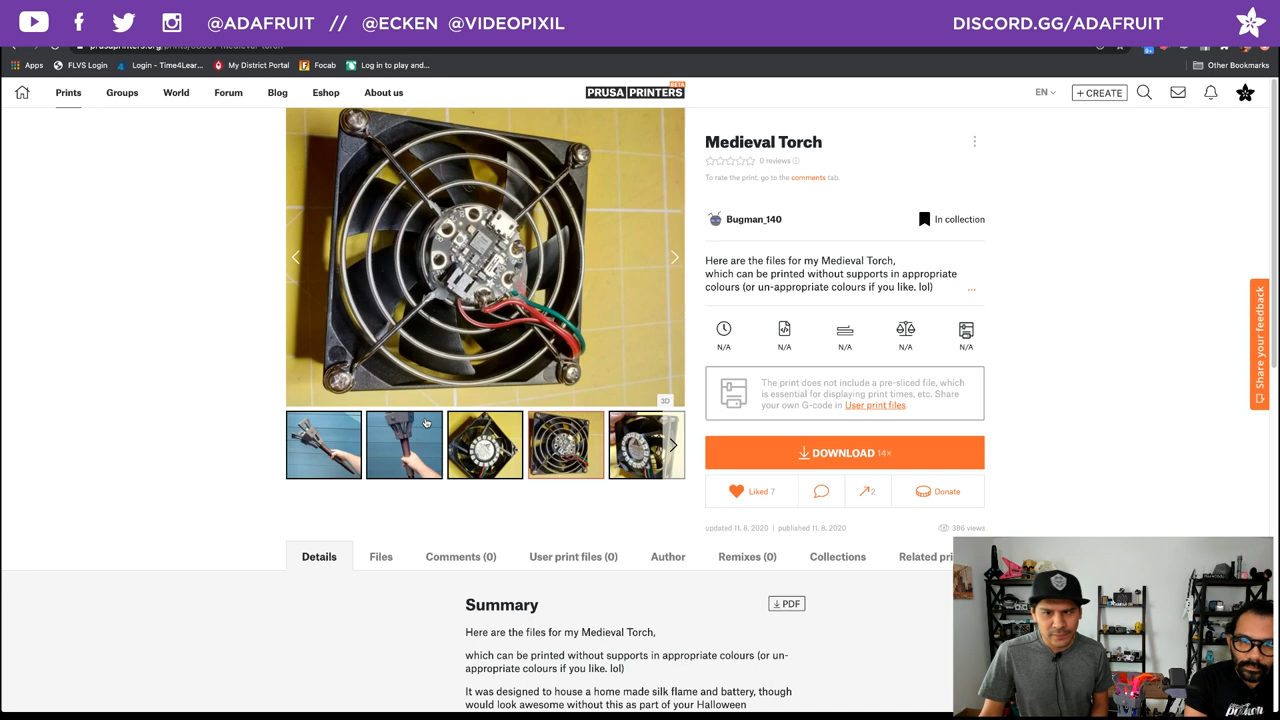 @ADAFRUIT // @ECKEN @VIDEOPIXIL
DISCORD.GG/ADAFRUIT
Apps
FLVS Login - COMMON
Login - Time4Lear...
My District Portal
Focab
Log in to play and...
Other Bookmarks
Prints
Groups
World
Forum
Blog
Eshop
About us
PRUSA PRINTERS
BETA
EN
+ CREATE
Medieval Torch
0 reviews
To rate the print, go to the comments tab.
Bugman_140
In collection
Here are the files for my Medieval Torch,
which can be printed without supports in appropriate
colours (or un-appropriate colours if you like. lol)
...
N/A
N/A
N/A
N/A
N/A
The print does not include a pre-sliced file, which
is essential for displaying print times, etc. Share
your own G-code in User print files.
3D
DOWNLOAD 14×
Liked 7
2
Donate
updated 11. 8. 2020 | published 11. 8. 2020
386 views
Share your feedback
Details
Files
Comments (0)
User print files (0)
Author
Remixes (0)
Collections
Related pri
Summary
PDF
Here are the files for my Medieval Torch,
which can be printed without supports in appropriate colours (or un-
appropriate colours if you like. lol)
It was designed to house a home made silk flame and battery, though
would look awesome without this as part of your Halloween